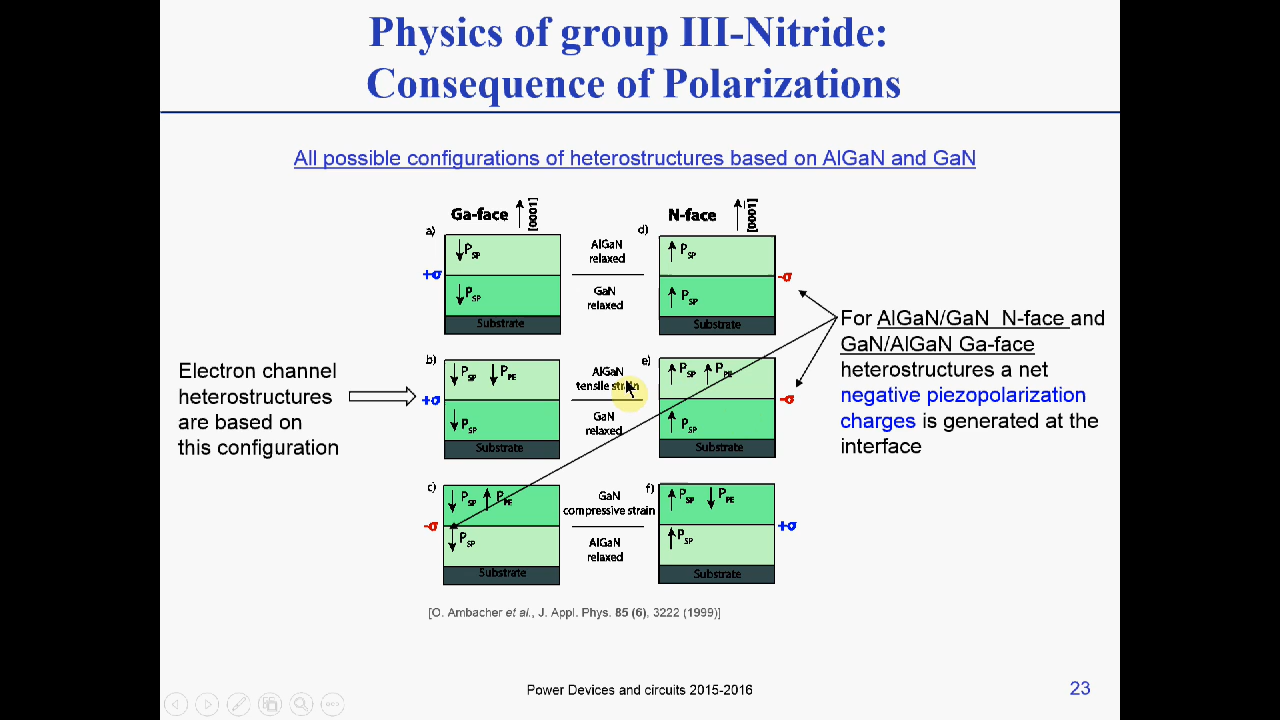 Physics of group III-Nitride:
Consequence of Polarizations
All possible configurations of heterostructures based on AlGaN and GaN
Ga-face [0001]
N-face [0001]
a)
P_SP
+σ
P_SP
Substrate
AlGaN
relaxed
GaN
relaxed
d)
P_SP
-σ
P_SP
Substrate
Electron channel
heterostructures
are based on
this configuration
b)
P_SP P_PE
+σ
P_SP
Substrate
AlGaN
tensile strain
GaN
relaxed
e)
P_SP P_PE
-σ
P_SP
Substrate
For AlGaN/GaN N-face and
GaN/AlGaN Ga-face
heterostructures a net
negative piezopolarization
charges is generated at the
interface
c)
P_SP P_PE
-σ
P_SP
Substrate
GaN
compressive strain
AlGaN
relaxed
f)
P_SP P_PE
+σ
P_SP
Substrate
[O. Ambacher et al., J. Appl. Phys. 85 (6), 3222 (1999)]
Power Devices and circuits 2015-2016
23